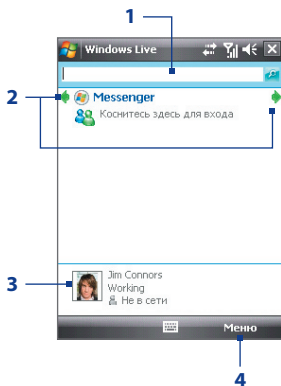 1
Windows Live
2
Messenger
Коснитесь здесь для входа
3
Jim Connors
Working
Не в сети
Меню
4